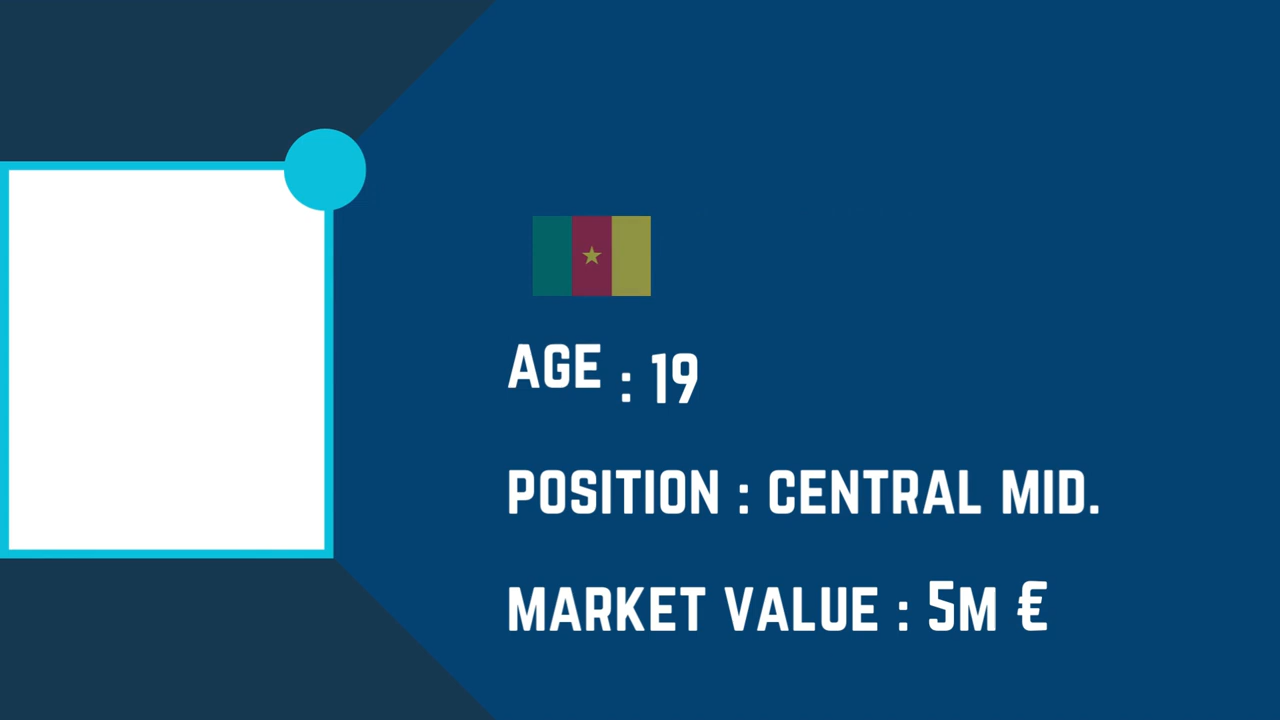 AGE : 19
POSITION : CENTRAL MID.
MARKET VALUE : 5M €